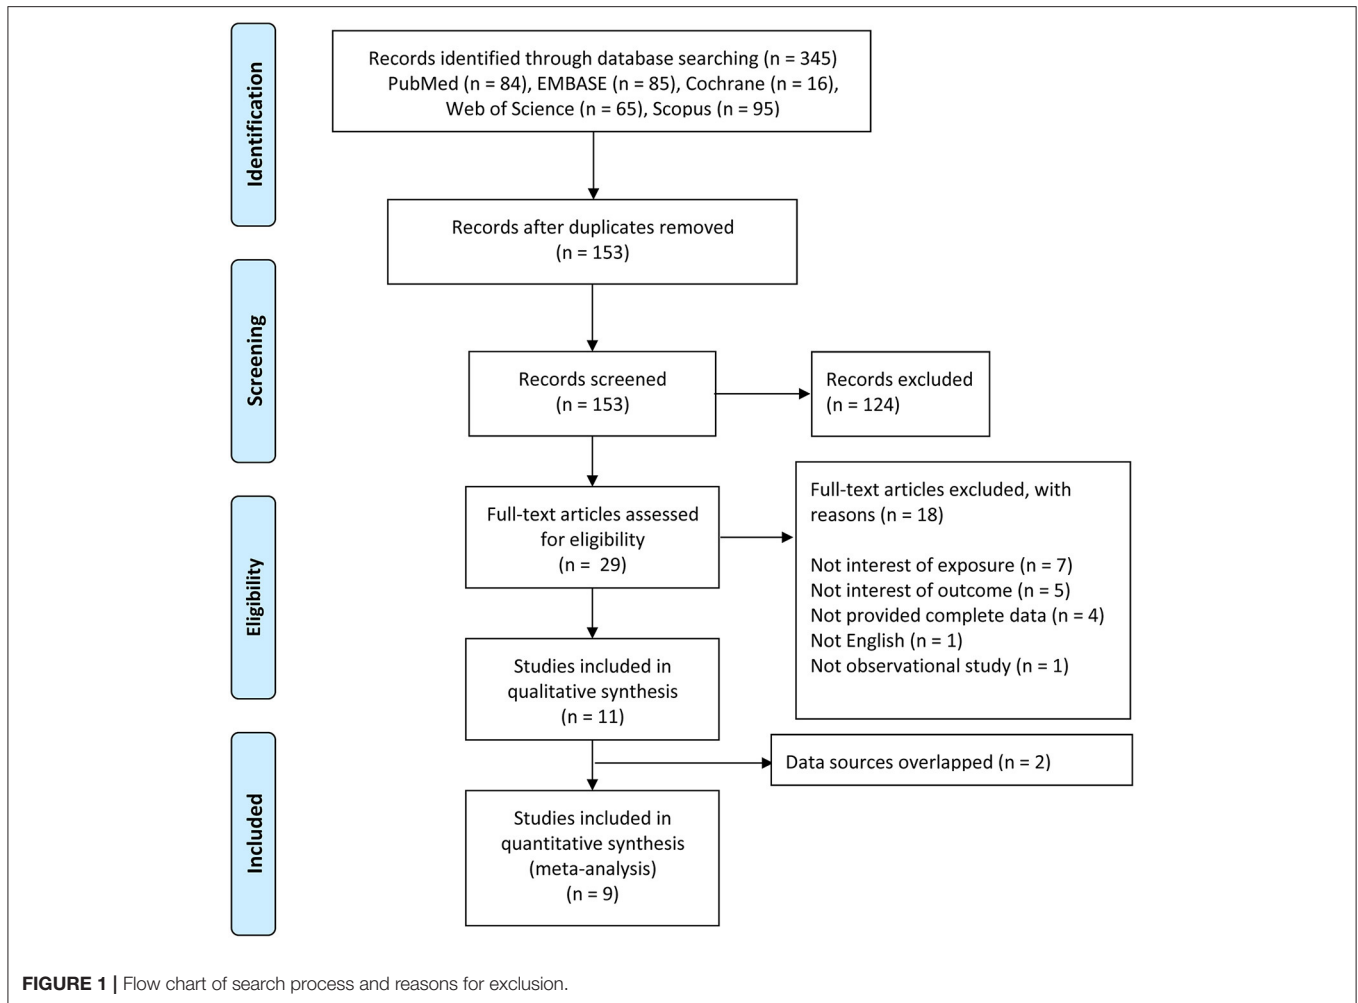 Identification
Records identified through database searching (n = 345)
PubMed (n = 84), EMBASE (n = 85), Cochrane (n = 16),
Web of Science (n = 65), Scopus (n = 95)
Records after duplicates removed
(n = 153)
Screening
Records screened
(n = 153)
Records excluded
(n = 124)
Eligibility
Full-text articles assessed
for eligibility
(n =  29)
Full-text articles excluded, with
reasons (n = 18)
Not interest of exposure (n = 7)
Not interest of outcome (n = 5)
Not provided complete data (n = 4)
Not English (n = 1)
Not observational study (n = 1)
Studies included in
qualitative synthesis
(n = 11)
Data sources overlapped (n = 2)
Included
Studies included in
quantitative synthesis
(meta-analysis)
(n = 9)
FIGURE 1 | Flow chart of search process and reasons for exclusion.